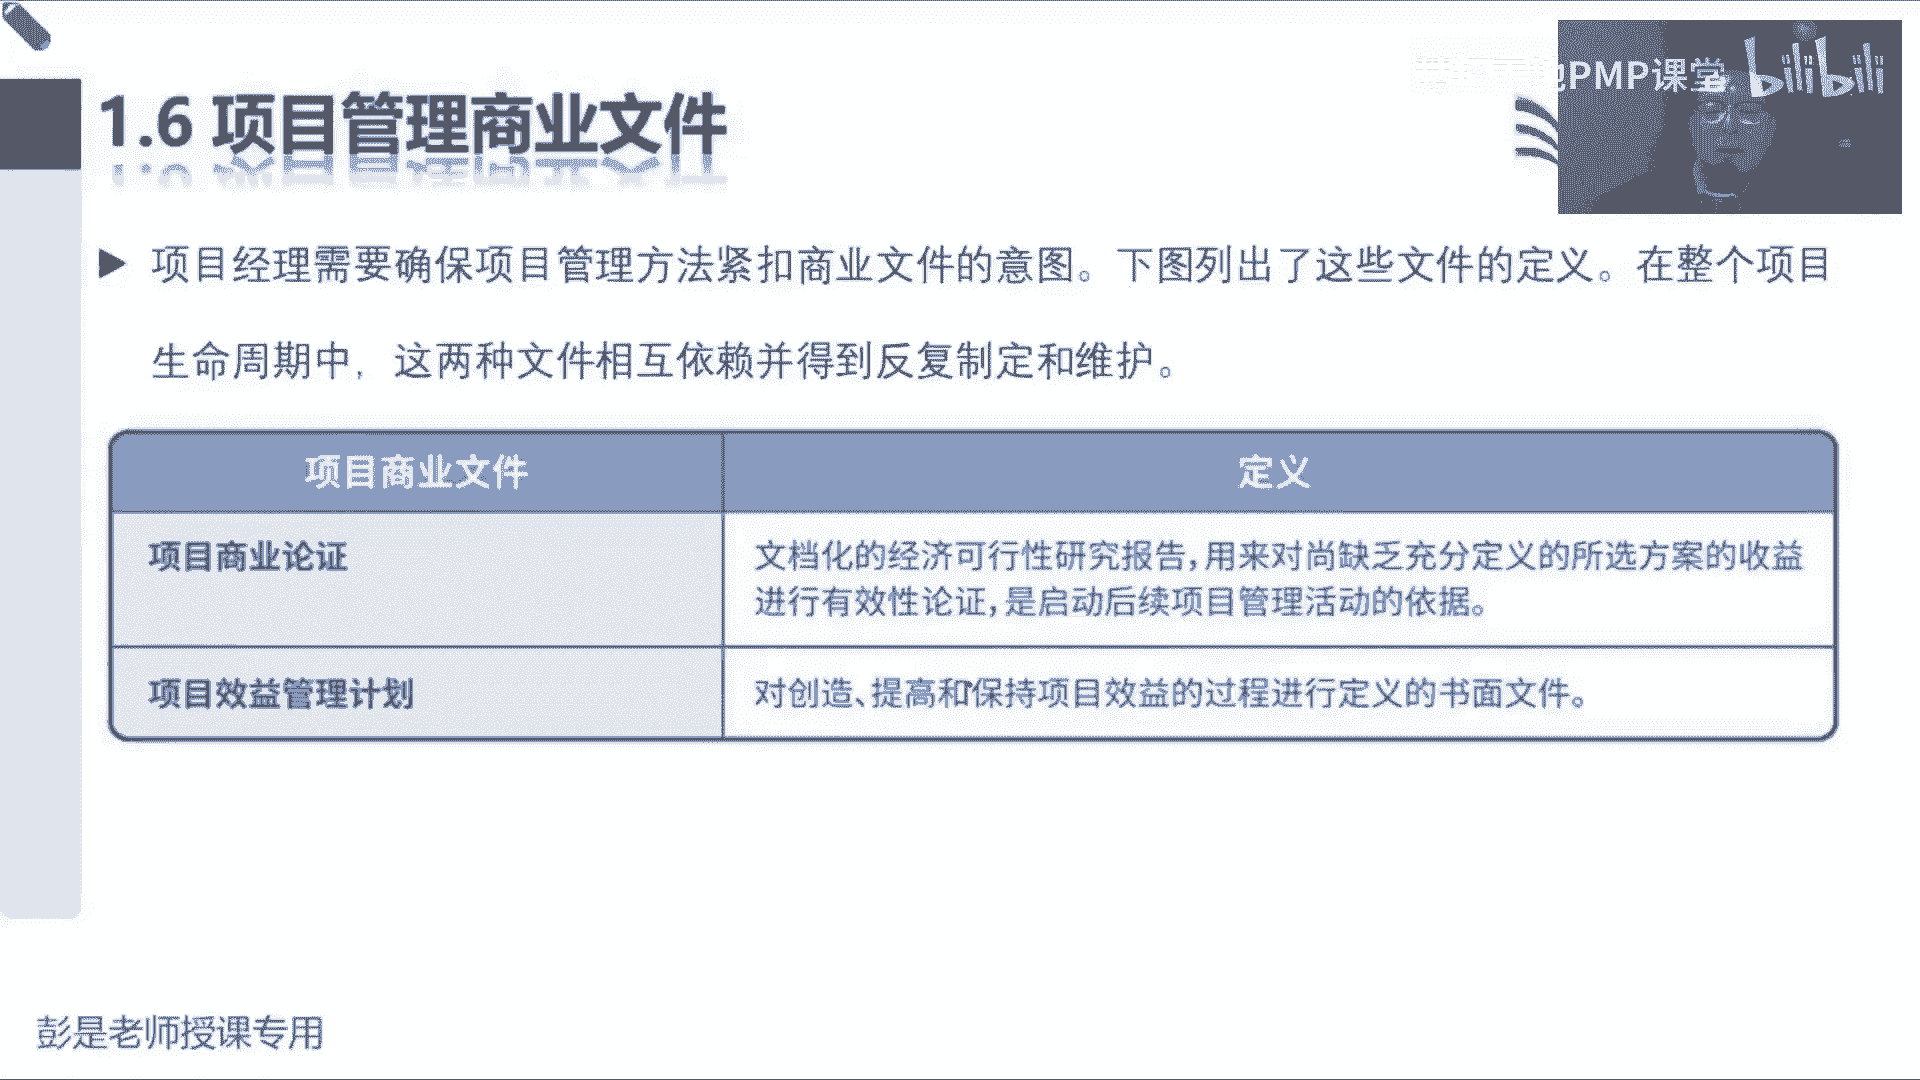 PMP课堂 bilibili
1.6 项目管理商业文件
项目经理需要确保项目管理方法紧扣商业文件的意图。下图列出了这些文件的定义。在整个项目
生命周期中，这两种文件相互依赖并得到反复制定和维护。
项目商业文件 定义
项目商业论证
文档化的经济可行性研究报告,用来对尚缺乏充分定义的所选方案的收益
进行有效性论证,是启动后续项目管理活动的依据。
项目效益管理计划
对创造、提高和保持项目效益的过程进行定义的书面文件。
彭是老师授课专用